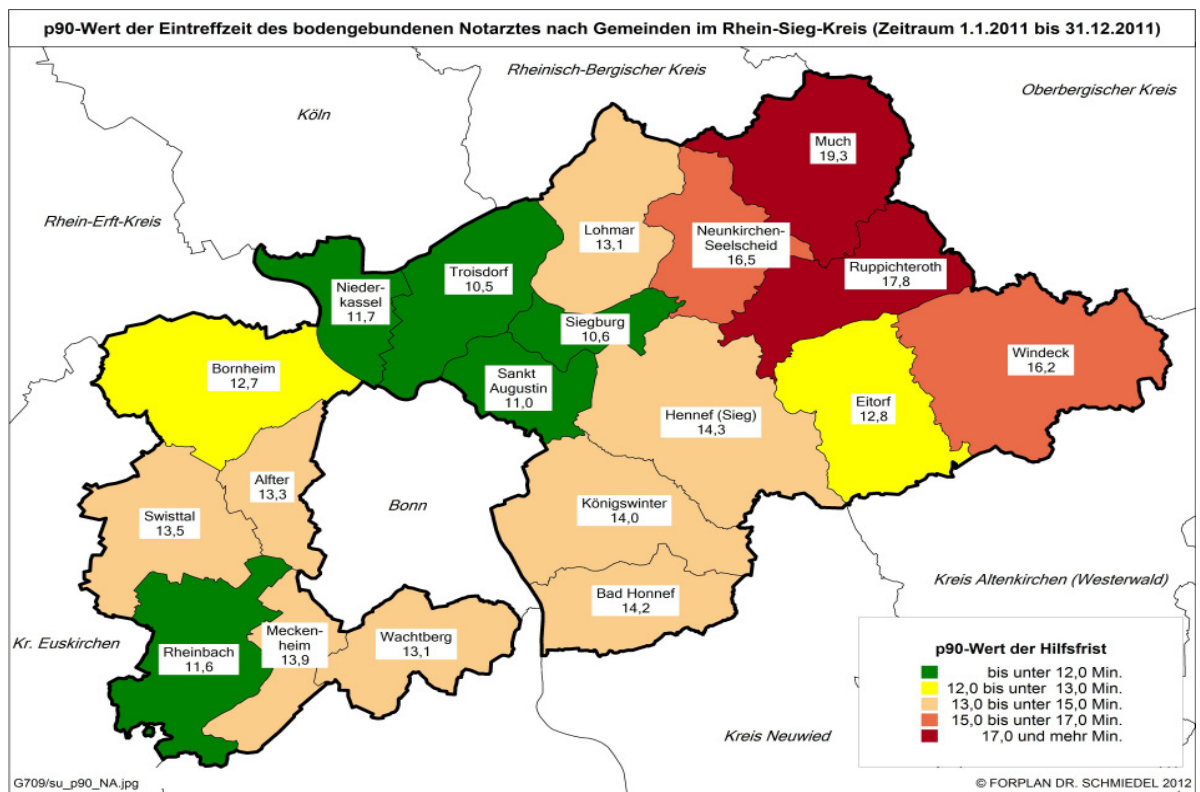 p90-Wert der Eintreffzeit des bodengebundenen Notarztes nach Gemeinden im Rhein-Sieg-Kreis (Zeitraum 1.1.2011 bis 31.12.2011)
Rheinisch-Bergischer Kreis
Oberbergischer Kreis
Köln
Much
19,3
Rhein-Erft-Kreis
Lohmar
13,1
Neunkirchen-
Seelscheid
16,5
Ruppichteroth
17,8
Troisdorf
10,5
Nieder-
kassel
11,7
Siegburg
10,6
Windeck
16,2
Bornheim
12,7
Sankt
Augustin
11,0
Eitorf
12,8
Hennef (Sieg)
14,3
Alfter
13,3
Bonn
Königswinter
14,0
Swisttal
13,5
Kreis Altenkirchen (Westerwald)
Bad Honnef
14,2
Kr. Euskirchen
Rheinbach
11,6
Mecken-
heim
13,9
Wachtberg
13,1
p90-Wert der Hilfsfrist
bis unter 12,0 Min.
12,0 bis unter 13,0 Min.
13,0 bis unter 15,0 Min.
15,0 bis unter 17,0 Min.
17,0 und mehr Min.
Kreis Neuwied
G709/su_p90_NA.jpg
© FORPLAN DR. SCHMIEDEL 2012